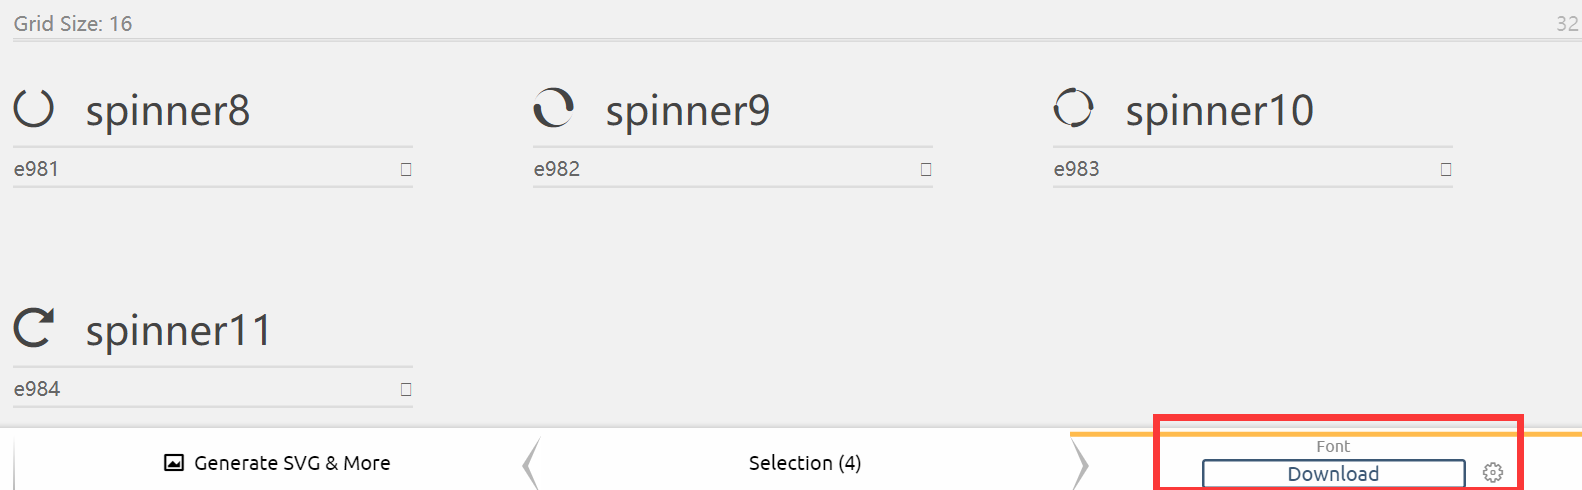 Grid Size: 16 32
spinner8 spinner9 spinner10
e981 e982 e983
spinner11
e984
Generate SVG & More Selection (4) Font
Download